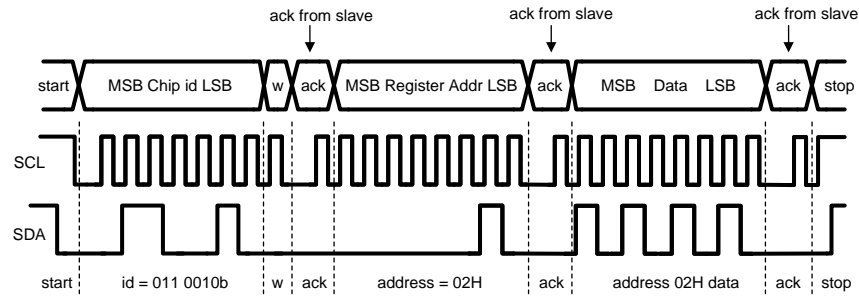 ack from slave ack from slave ack from slave
start MSB Chip id LSB w ack MSB Register Addr LSB ack MSB Data LSB ack stop
SCL
SDA
start id = 011 0010b w ack address = 02H ack address 02H data ack stop